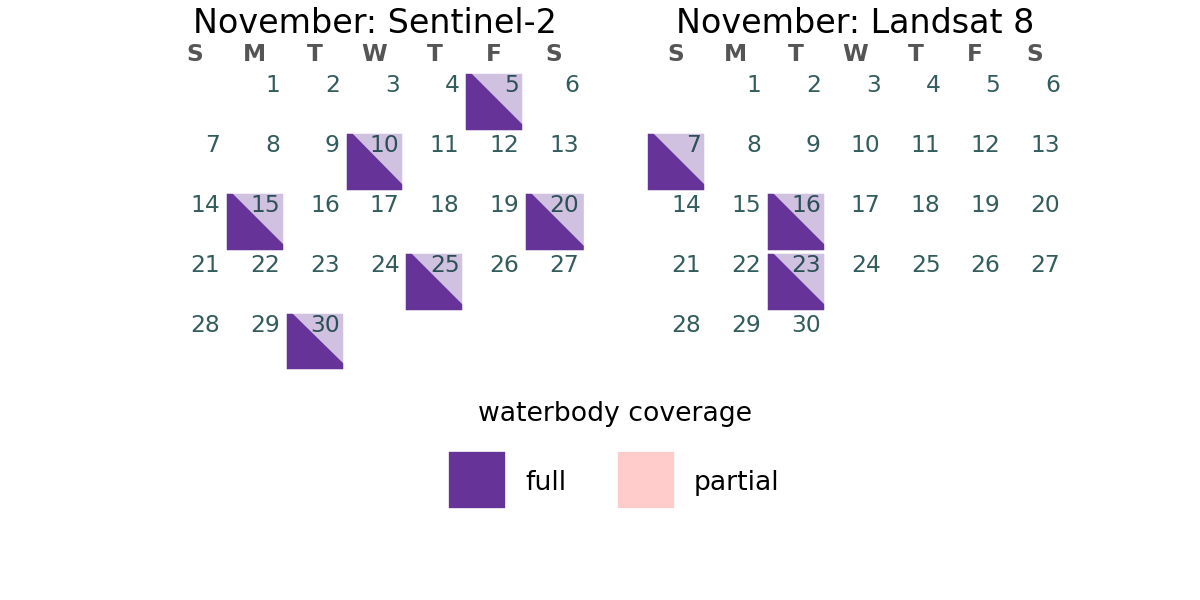 November: Sentinel-2
S M T W T F S
1 2 3 4 5 6
7 8 9 10 11 12 13
14 15 16 17 18 19 20
21 22 23 24 25 26 27
28 29 30
November: Landsat 8
S M T W T F S
1 2 3 4 5 6
7 8 9 10 11 12 13
14 15 16 17 18 19 20
21 22 23 24 25 26 27
28 29 30
waterbody coverage
full partial